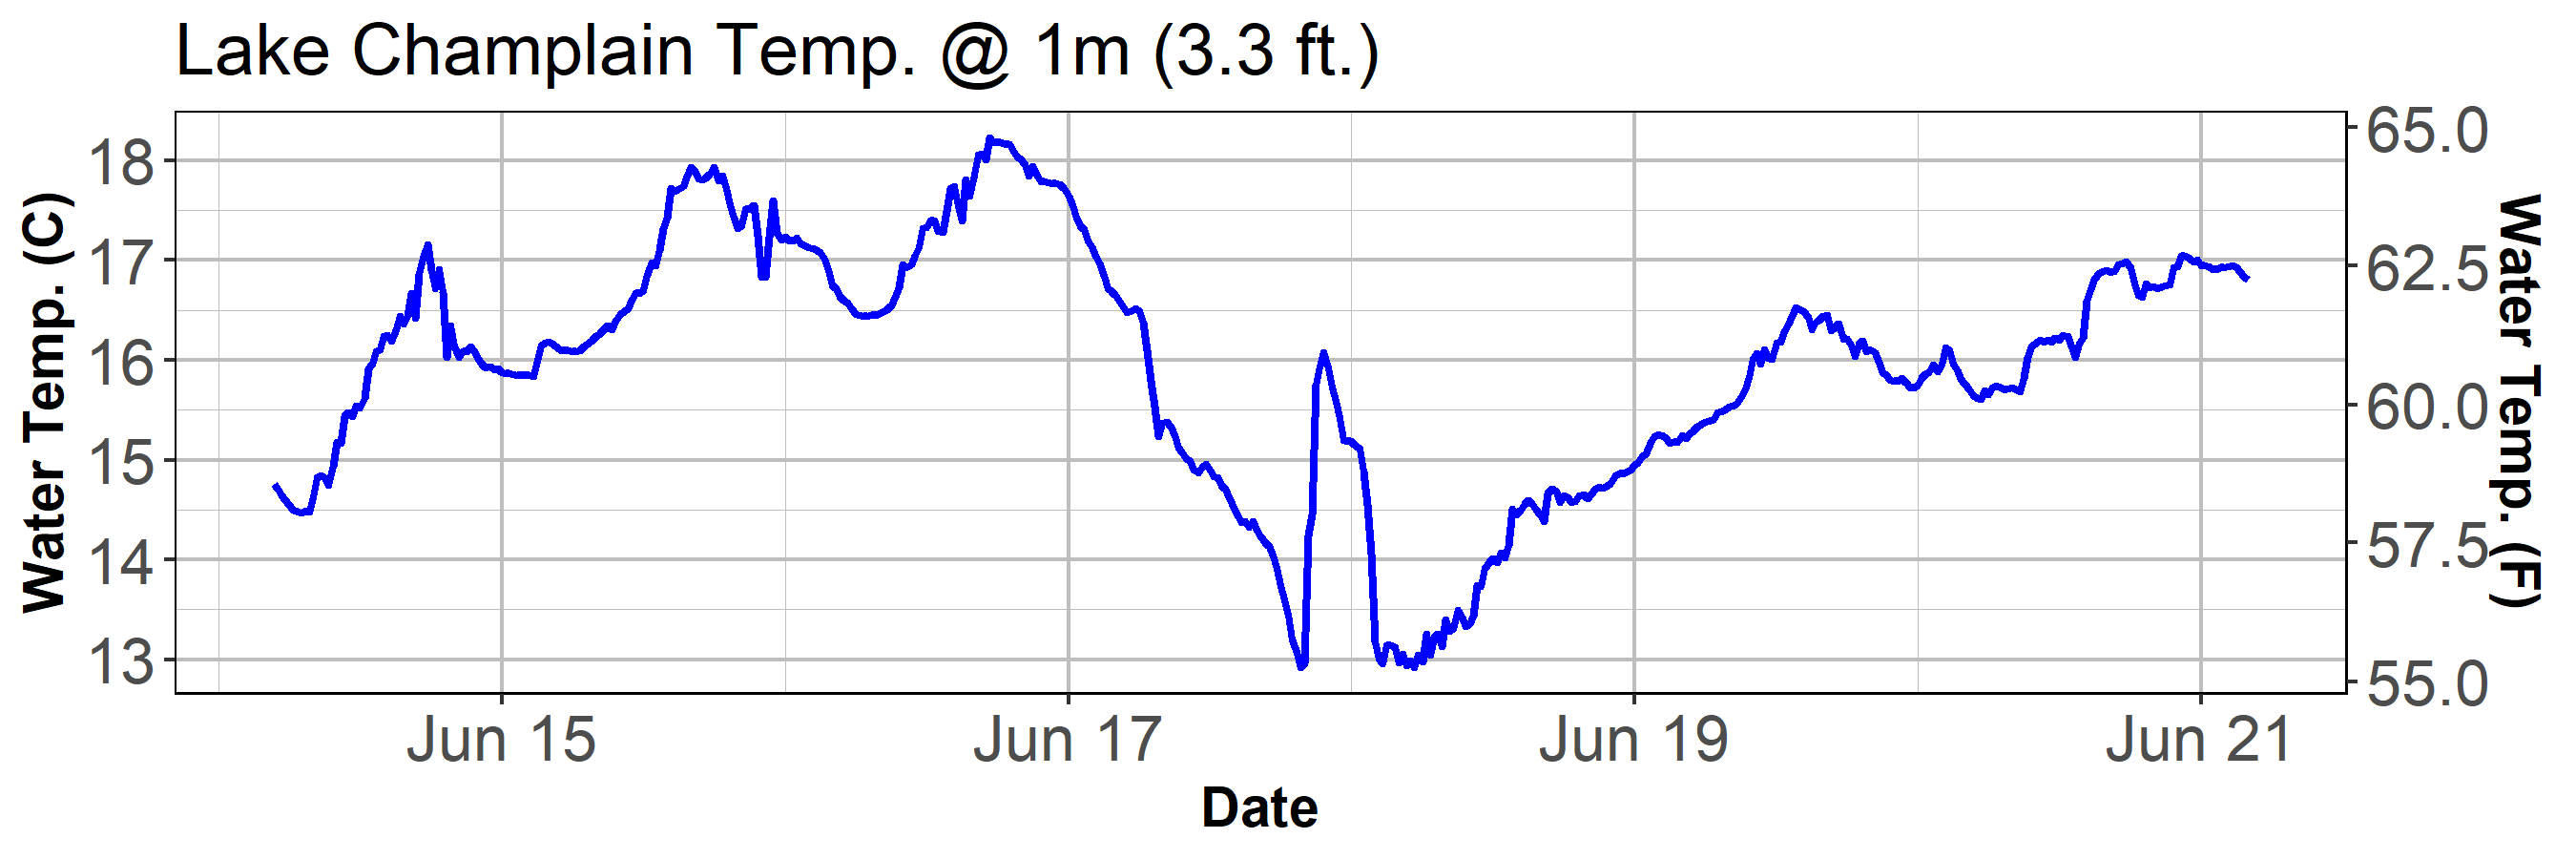 Lake Champlain Temp. @ 1m (3.3 ft.)
Water Temp. (C)
18
17
16
15
14
13
65.0
62.5
60.0
57.5
55.0
Water Temp. (F)
Jun 15
Jun 17
Jun 19
Jun 21
Date